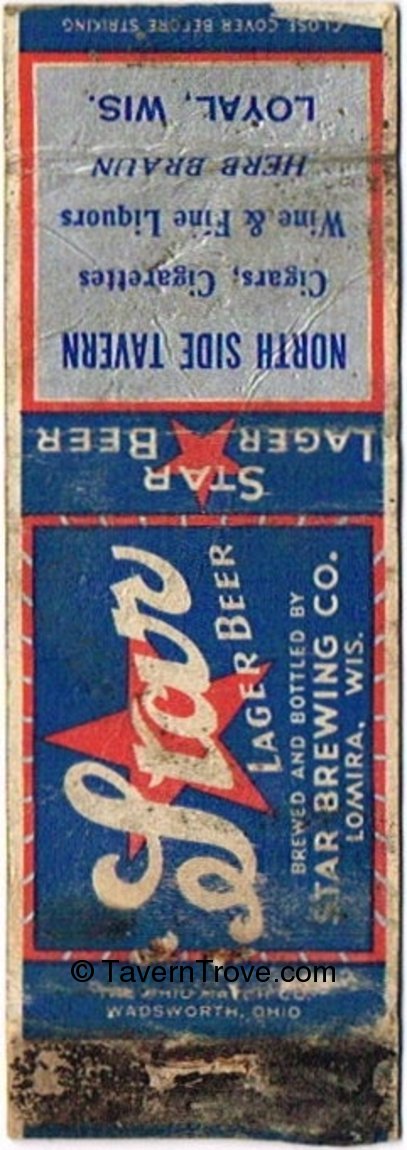 CLOSE COVER BEFORE STRIKING
NORTH SIDE TAVERN
Cigars, Cigarettes
Wine & Fine Liquors
HERB BRAUN
LOYAL, WIS.
STAR
LAGER BEER
Star
LAGER BEER
BREWED AND BOTTLED BY
STAR BREWING CO.
LOMIRA, WIS.
© TavernTrove.com
THE OHIO MATCH CO.
WADSWORTH, OHIO